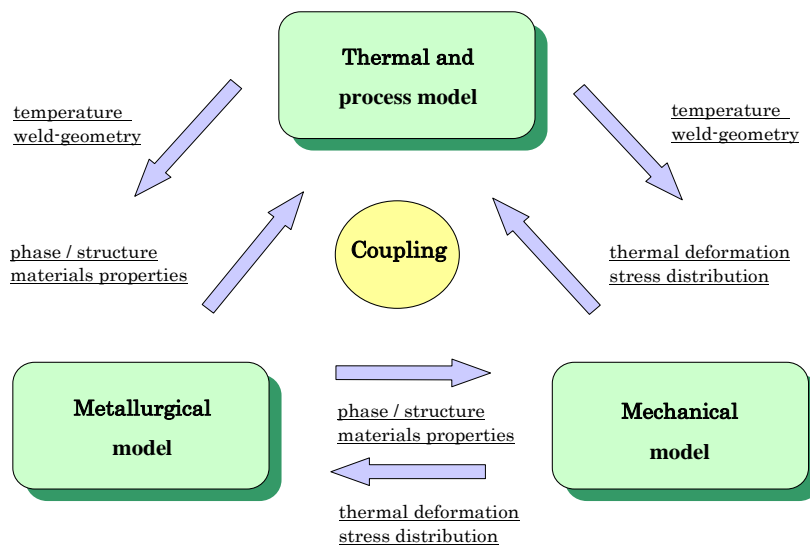 Thermal and
process model
temperature
weld-geometry
temperature
weld-geometry
phase / structure
materials properties
Coupling
thermal deformation
stress distribution
Metallurgical
model
phase / structure
materials properties
Mechanical
model
thermal deformation
stress distribution